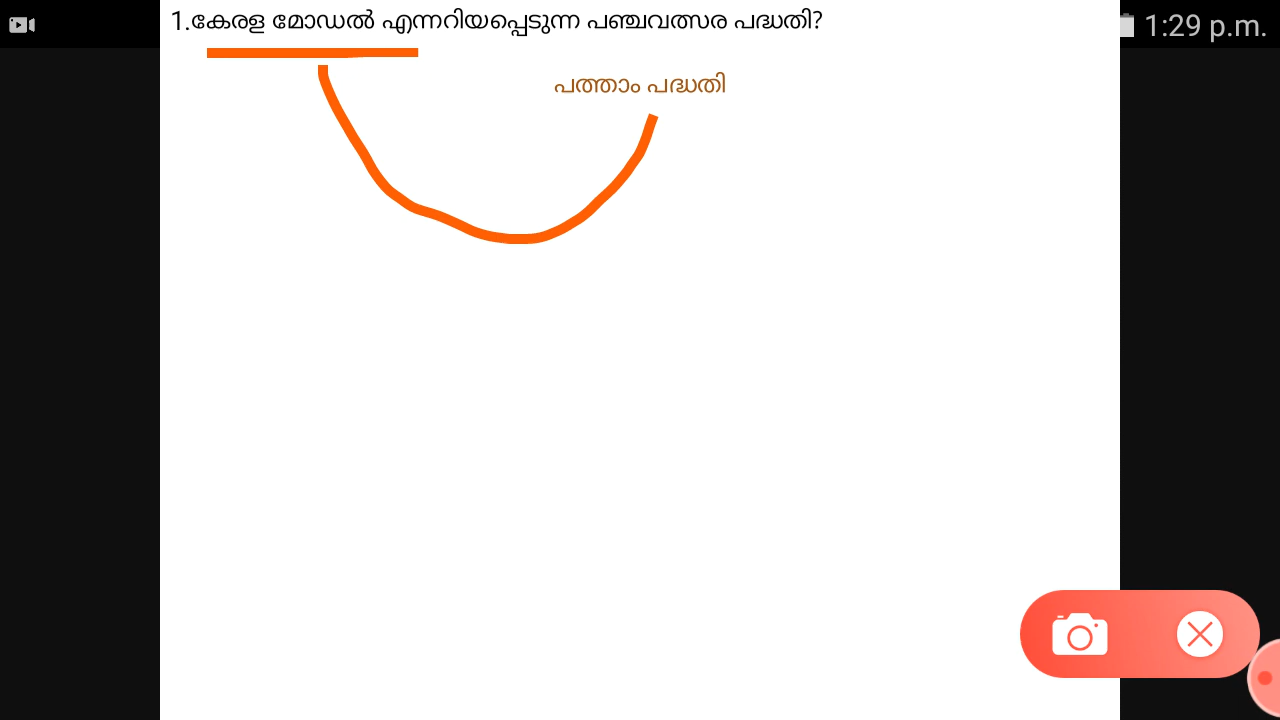 1:29 p.m.
1.കേരള മോഡൽ എന്നറിയപ്പെടുന്ന പഞ്ചവത്സര പദ്ധതി?
പത്താം പദ്ധതി